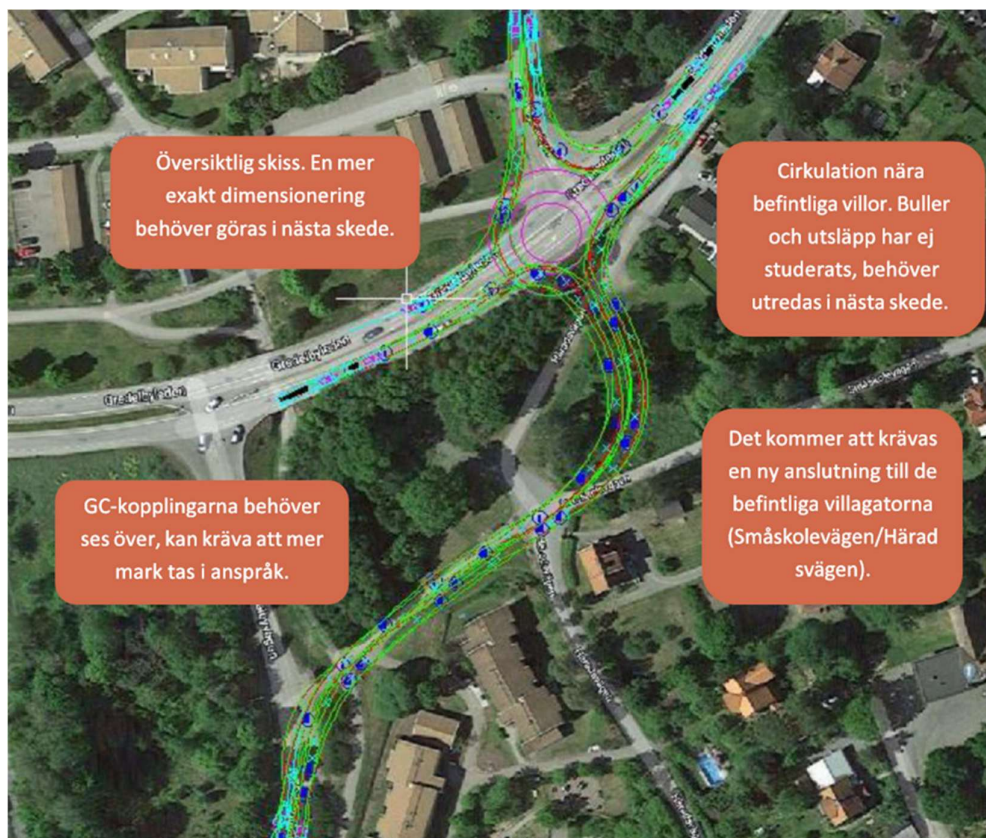 Översiktlig skiss. En mer
exakt dimensionering
behöver göras i nästa skede.
Cirkulation nära
befintliga villor. Buller
och utsläpp har ej
studerats, behöver
utredas i nästa skede.
Gredelbyleden
Gredelbyleden
Det kommer att krävas
en ny anslutning till de
befintliga villagatorna
(Småskolevägen/Härad
svägen).
GC-kopplingarna behöver
ses över, kan kräva att mer
mark tas i anspråk.